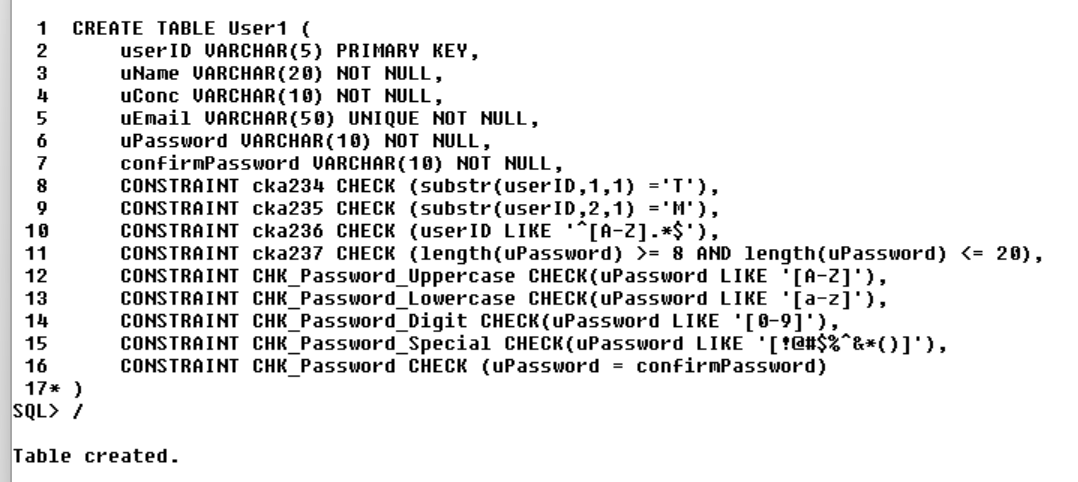 1  CREATE TABLE User1 (
2      userID VARCHAR(5) PRIMARY KEY,
3      uName VARCHAR(20) NOT NULL,
4      uConc VARCHAR(10) NOT NULL,
5      uEmail VARCHAR(50) UNIQUE NOT NULL,
6      uPassword VARCHAR(10) NOT NULL,
7      confirmPassword VARCHAR(10) NOT NULL,
8      CONSTRAINT cka234 CHECK (substr(userID,1,1) ='T'),
9      CONSTRAINT cka235 CHECK (substr(userID,2,1) ='M'),
10      CONSTRAINT cka236 CHECK (userID LIKE '^[A-Z].*$'),
11      CONSTRAINT cka237 CHECK (length(uPassword) >= 8 AND length(uPassword) <= 20),
12      CONSTRAINT CHK_Password_Uppercase CHECK(uPassword LIKE '[A-Z]'),
13      CONSTRAINT CHK_Password_Lowercase CHECK(uPassword LIKE '[a-z]'),
14      CONSTRAINT CHK_Password_Digit CHECK(uPassword LIKE '[0-9]'),
15      CONSTRAINT CHK_Password_Special CHECK(uPassword LIKE '[!@#$%^&*()]'),
16      CONSTRAINT CHK_Password CHECK (uPassword = confirmPassword)
17* )
SQL> /
Table created.